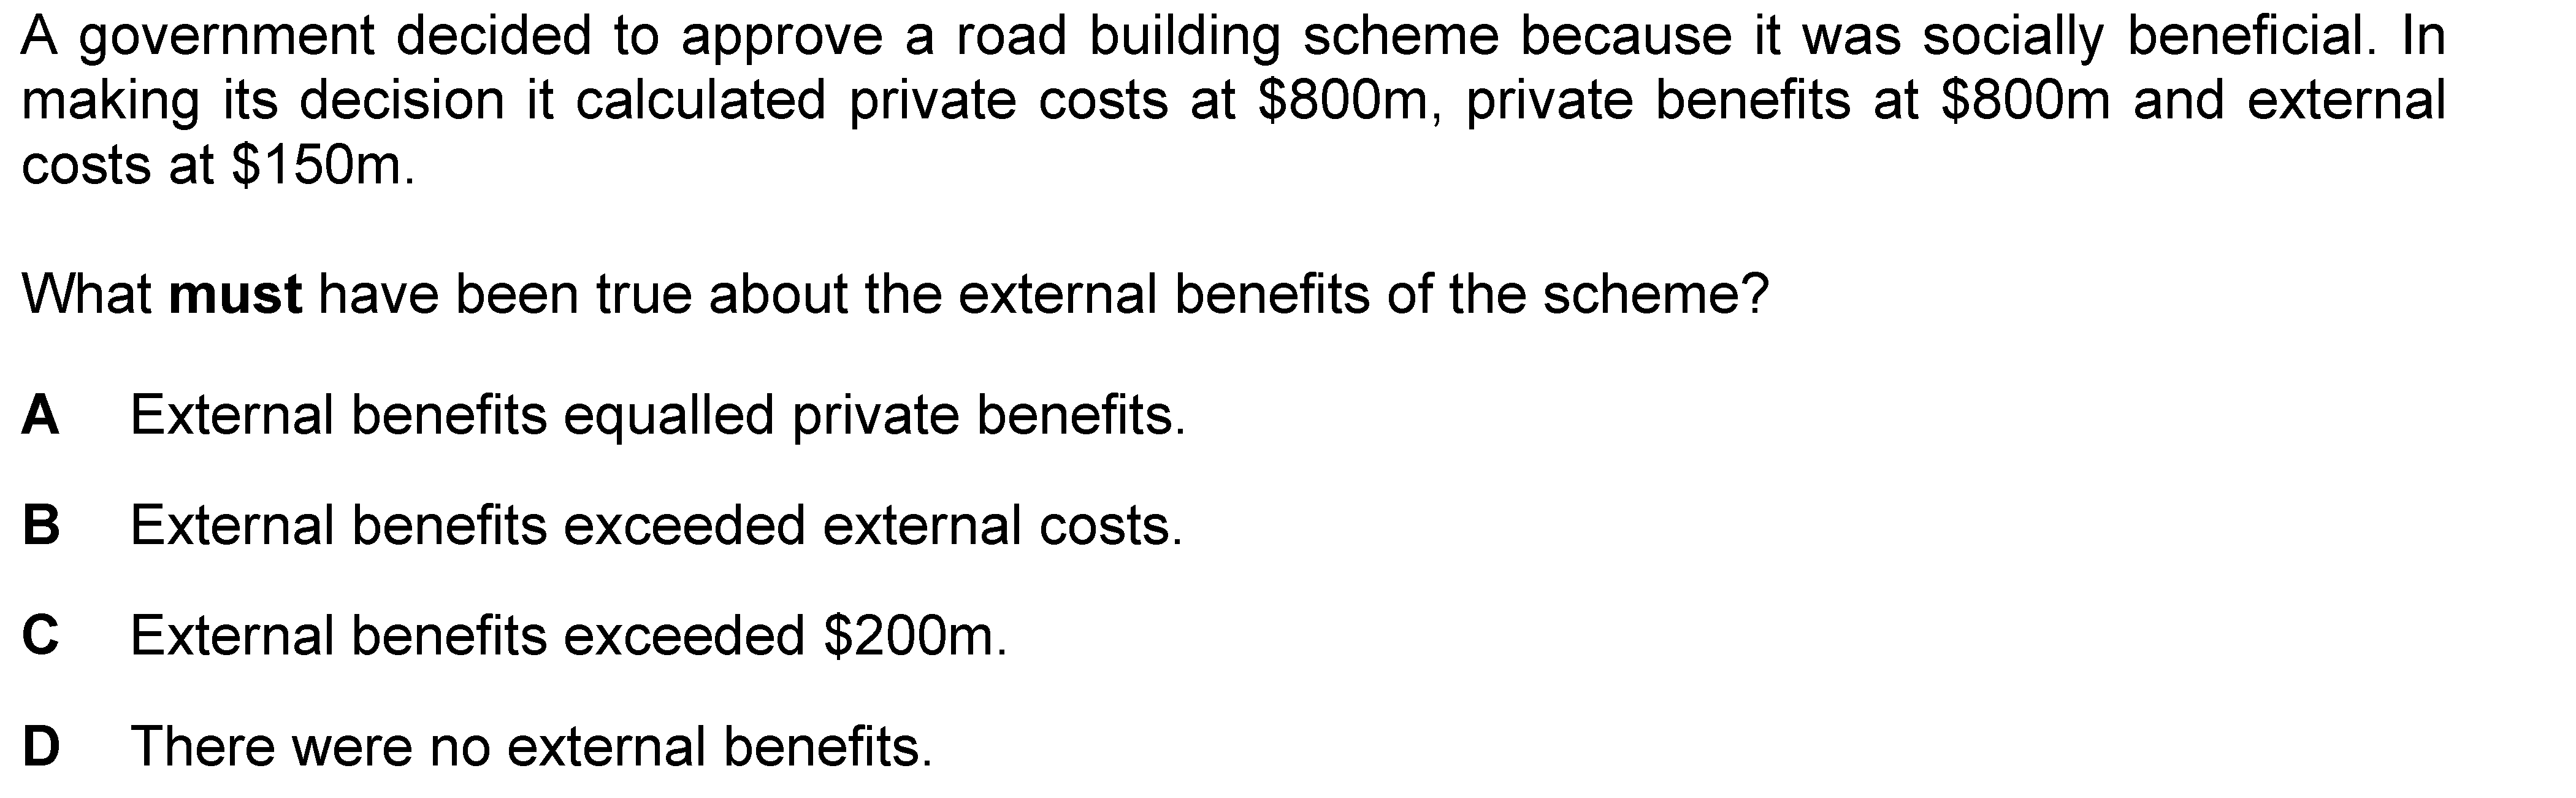 A government decided to approve a road building scheme because it was socially beneficial. In
making its decision it calculated private costs at $800m, private benefits at $800m and external
costs at $150m.
What must have been true about the external benefits of the scheme?
A External benefits equalled private benefits.
B External benefits exceeded external costs.
C External benefits exceeded $200m.
D There were no external benefits.